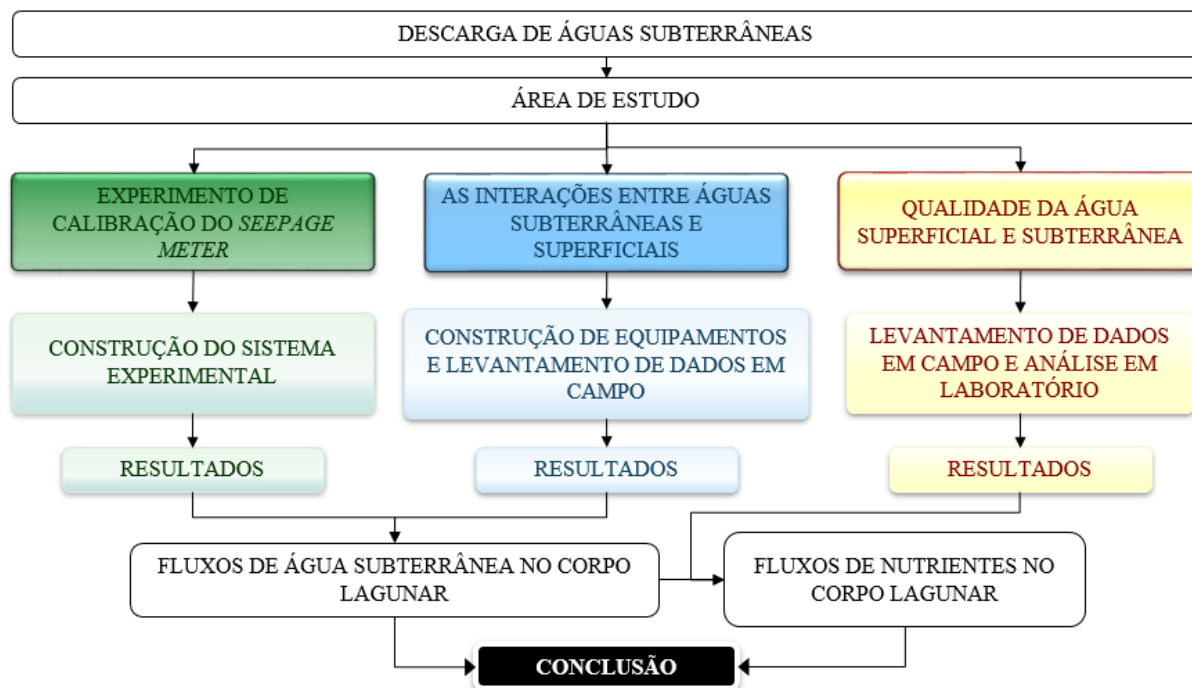 DESCARGA DE ÁGUAS SUBTERRÂNEAS
ÁREA DE ESTUDO
EXPERIMENTO DE
CALIBRAÇÃO DO SEEPAGE
METER
AS INTERAÇÕES ENTRE ÁGUAS
SUBTERRÂNEAS E
SUPERFICIAIS
QUALIDADE DA ÁGUA
SUPERFICIAL E SUBTERRÂNEA
CONSTRUÇÃO DO SISTEMA
EXPERIMENTAL
CONSTRUÇÃO DE EQUIPAMENTOS
E LEVANTAMENTO DE DADOS EM
CAMPO
LEVANTAMENTO DE DADOS
EM CAMPO E ANÁLISE EM
LABORATÓRIO
RESULTADOS
RESULTADOS
RESULTADOS
FLUXOS DE ÁGUA SUBTERRÂNEA NO CORPO
LAGUNAR
FLUXOS DE NUTRIENTES NO
CORPO LAGUNAR
CONCLUSÃO